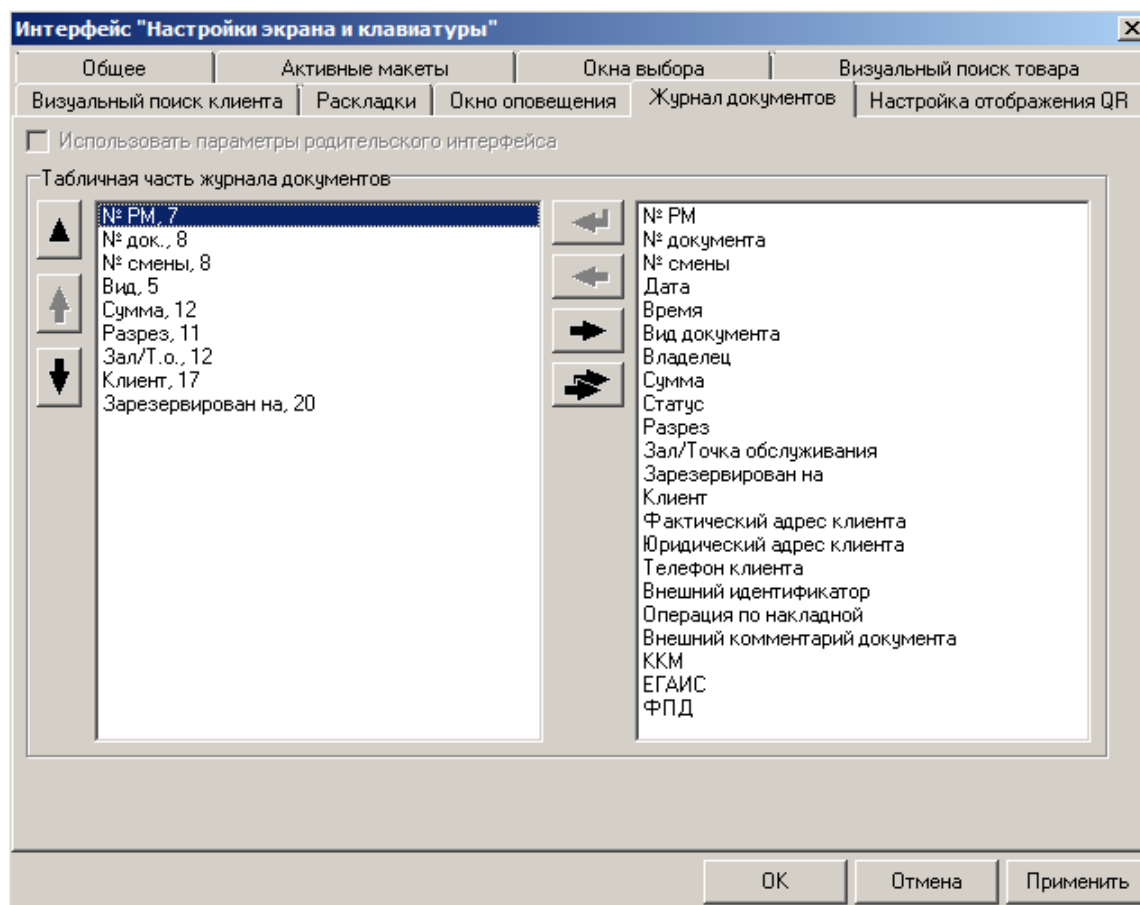 Интерфейс "Настройки экрана и клавиатуры"
Общее
Активные макеты
Окна выбора
Визуальный поиск товара
Визуальный поиск клиента
Раскладки
Окно оповещения
Журнал документов
Настройка отображения QR
Использовать параметры родительского интерфейса
Табличная часть журнала документов
№ РМ, 7
№ док., 8
№ смены, 8
Вид, 5
Сумма, 12
Разрез, 11
Зал/Т.о., 12
Клиент, 17
Зарезервирован на, 20
№ РМ
№ документа
№ смены
Дата
Время
Вид документа
Владелец
Сумма
Статус
Разрез
Зал/Точка обслуживания
Зарезервирован на
Клиент
Фактический адрес клиента
Юридический адрес клиента
Телефон клиента
Внешний идентификатор
Операция по накладной
Внешний комментарий документа
ККМ
ЕГАИС
ФПД
ОК
Отмена
Применить